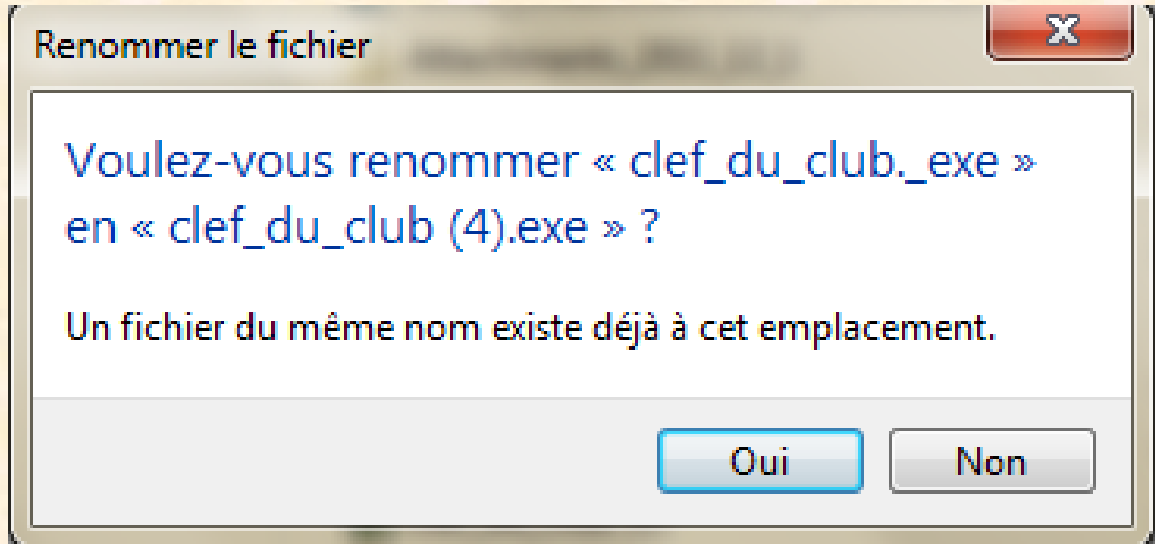 Renommer le fichier
Voulez-vous renommer « clef_du_club._exe »
en « clef_du_club (4).exe » ?
Un fichier du même nom existe déjà à cet emplacement.
Oui Non